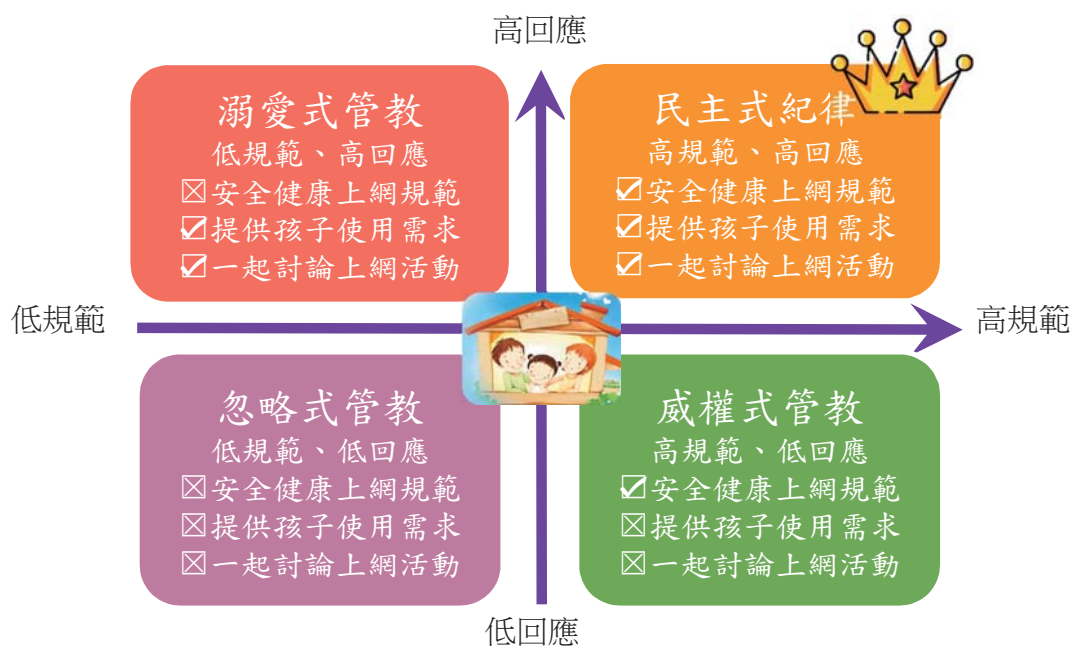 高回應
溺愛式管教
低規範、高回應
☒安全健康上網規範
☑提供孩子使用需求
☑一起討論上網活動
民主式紀律
高規範、高回應
☑安全健康上網規範
☑提供孩子使用需求
☑一起討論上網活動
低規範
高規範
忽略式管教
低規範、低回應
☒安全健康上網規範
☒提供孩子使用需求
☒一起討論上網活動
威權式管教
高規範、低回應
☑安全健康上網規範
☒提供孩子使用需求
☒一起討論上網活動
低回應